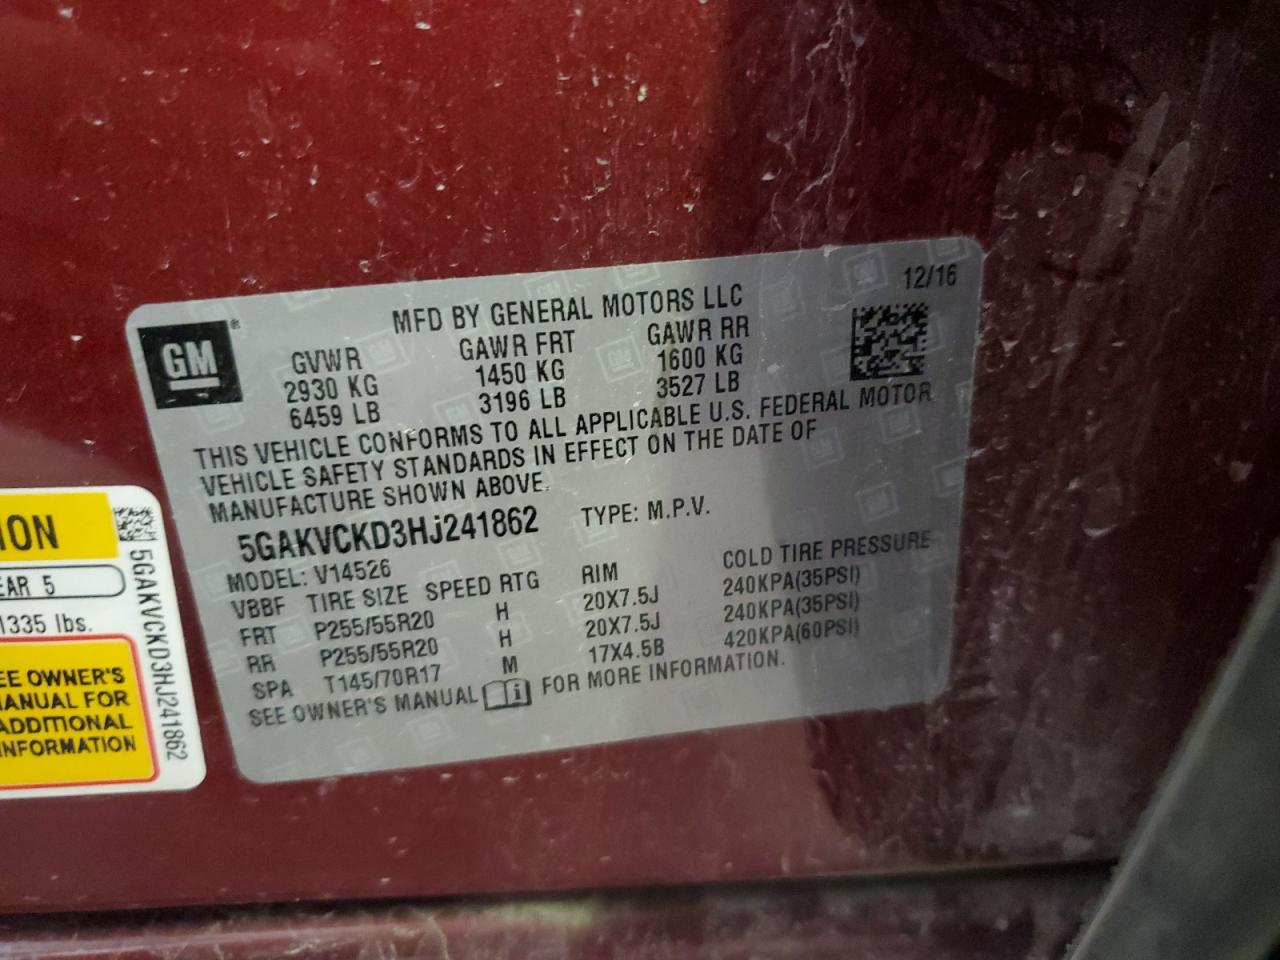 12/16
MFD BY GENERAL MOTORS LLC
GM®
GVWR GAWR FRT GAWR RR
2930 KG 1450 KG 1600 KG
6459 LB 3196 LB 3527 LB
THIS VEHICLE CONFORMS TO ALL APPLICABLE U.S. FEDERAL MOTOR
VEHICLE SAFETY STANDARDS IN EFFECT ON THE DATE OF
MANUFACTURE SHOWN ABOVE.
5GAKVCKD3HJ241862 TYPE: M.P.V.
MODEL: V14526
VBBF TIRE SIZE SPEED RTG RIM COLD TIRE PRESSURE
FRT P255/55R20 H 20X7.5J 240KPA(35PSI)
RR P255/55R20 H 20X7.5J 240KPA(35PSI)
SPA T145/70R17 M 17X4.5B 420KPA(60PSI)
SEE OWNER'S MANUAL FOR MORE INFORMATION.
ION
EAR 5
1335 lbs.
EE OWNER'S
ANUAL FOR
ADDITIONAL
NFORMATION
5GAKVCKD3HJ241862